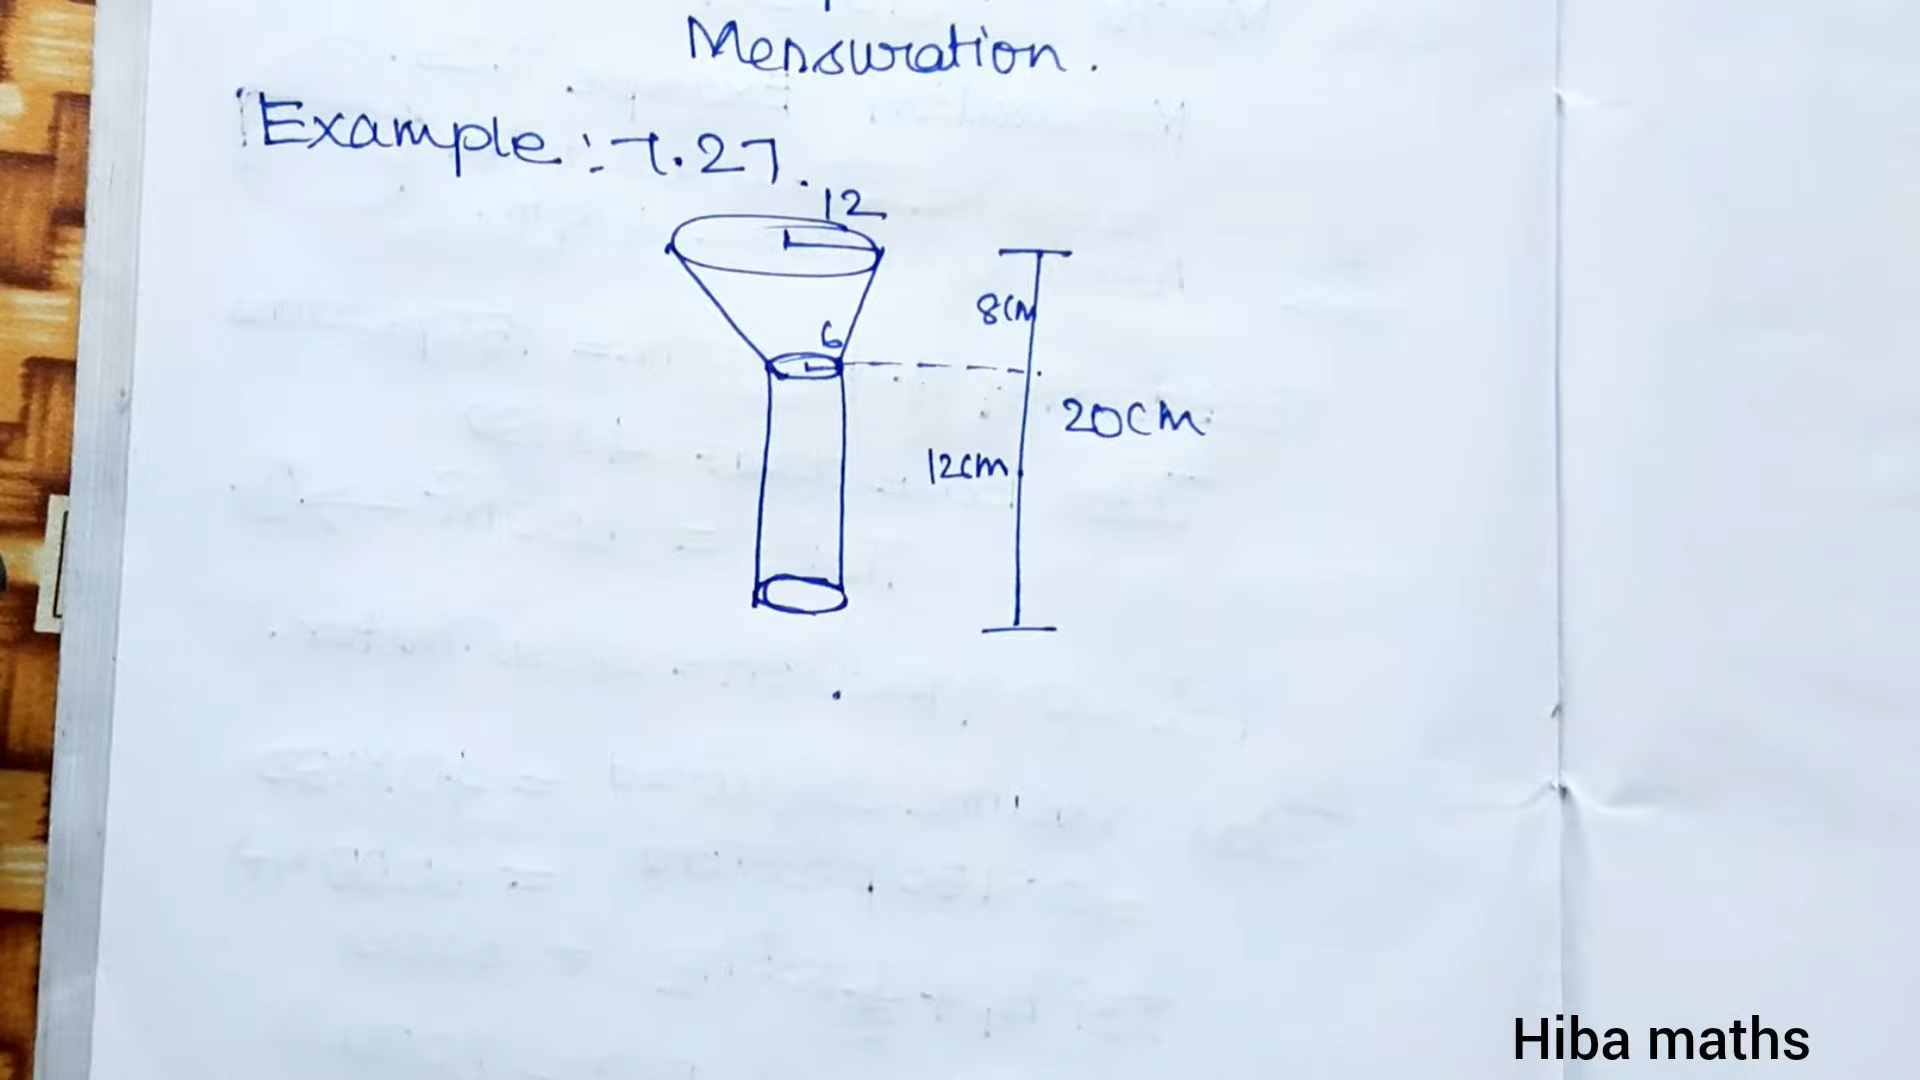 Mensuration.
Example :- 7.27.
12
8cm
6
20cm
12cm
Hiba maths